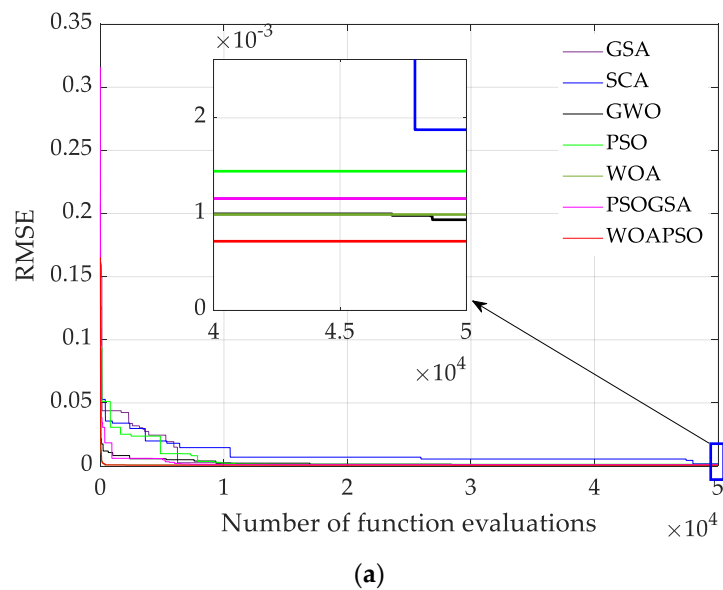 0.35
0.3
0.25
0.2
0.15
0.1
0.05
0
RMSE
×10⁻³
2
1
0
4
4.5
5
×10⁴
GSA
SCA
GWO
PSO
WOA
PSOGSA
WOAPSO
0
1
2
3
4
5
Number of function evaluations
×10⁴
(a)